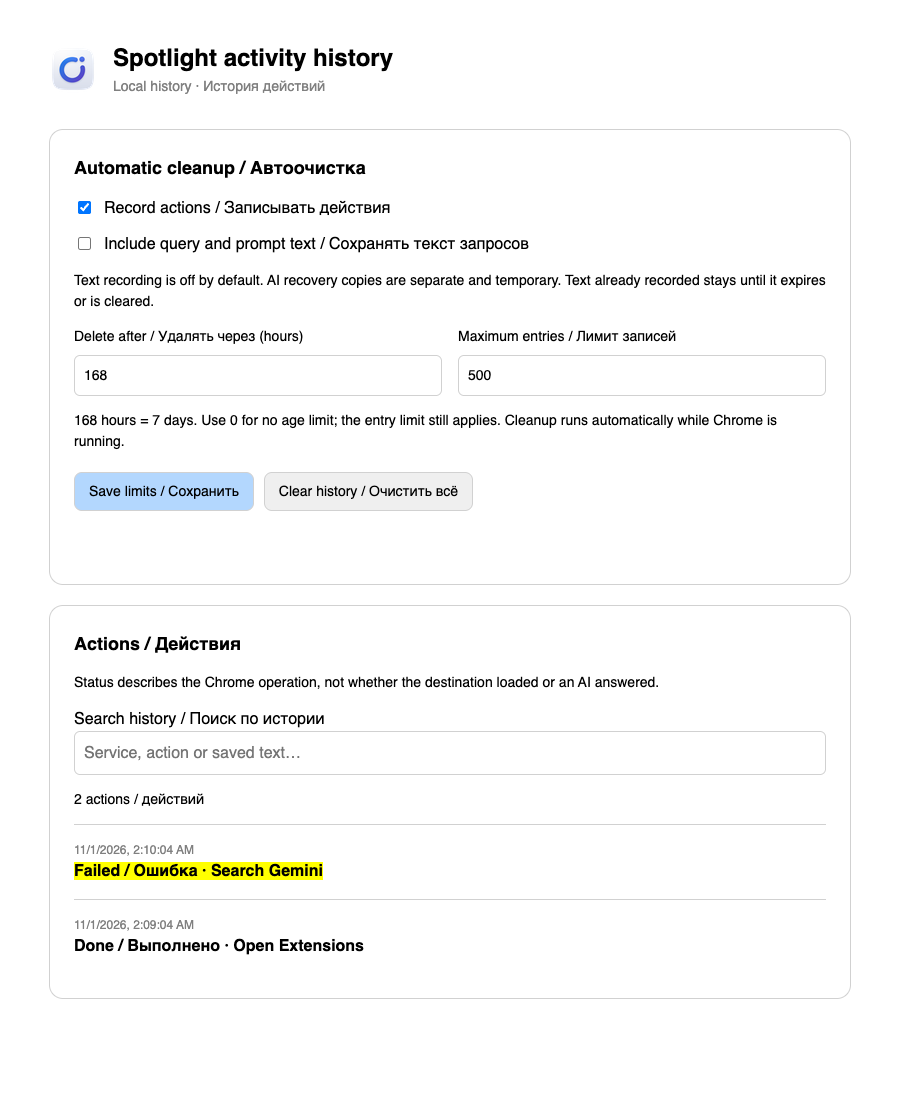 Spotlight activity history
Local history · История действий
Automatic cleanup / Автоочистка
Record actions / Записывать действия
Include query and prompt text / Сохранять текст запросов
Text recording is off by default. AI recovery copies are separate and temporary. Text already recorded stays until it expires
or is cleared.
Delete after / Удалять через (hours)
Maximum entries / Лимит записей
168
500
168 hours = 7 days. Use 0 for no age limit; the entry limit still applies. Cleanup runs automatically while Chrome is
running.
Save limits / Сохранить
Clear history / Очистить всё
Actions / Действия
Status describes the Chrome operation, not whether the destination loaded or an AI answered.
Search history / Поиск по истории
Service, action or saved text…
2 actions / действий
11/1/2026, 2:10:04 AM
Failed / Ошибка · Search Gemini
11/1/2026, 2:09:04 AM
Done / Выполнено · Open Extensions